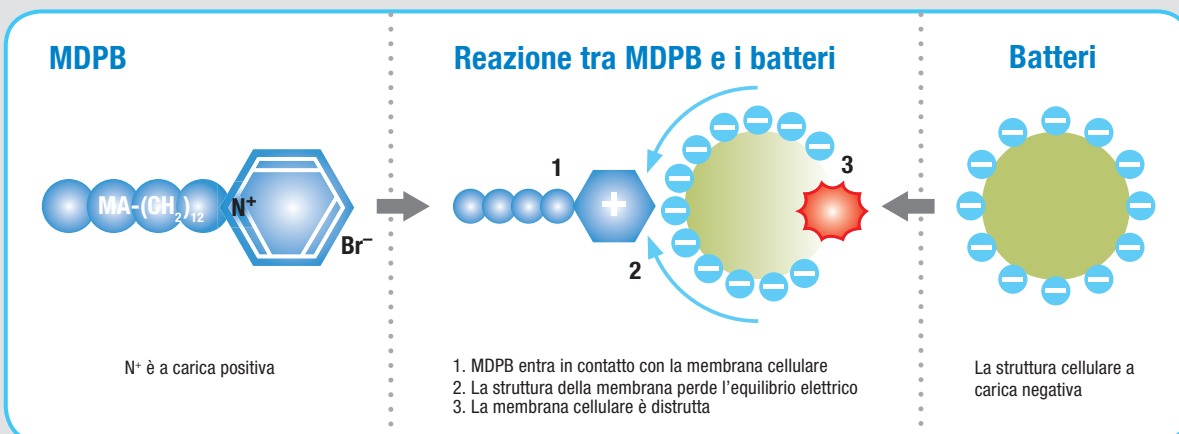 MDPB
MA-(CH₂)₁₂
N⁺
Br⁻
N⁺ è a carica positiva
Reazione tra MDPB e i batteri
1
+
2
3
1. MDPB entra in contatto con la membrana cellulare
2. La struttura della membrana perde l’equilibrio elettrico
3. La membrana cellulare è distrutta
Batteri
La struttura cellulare a
carica negativa